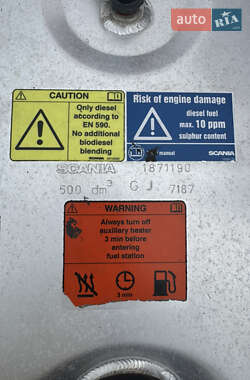 AUTO RIA
CAUTION
Only diesel
according to
EN 590.
No additional
biodiesel
blending
SCANIA
Risk of engine damage
diesel fuel
max. 10 ppm
sulphur content
manual
SCANIA
SCANIA 1871190
500 dm³ G J 7187
WARNING
Always turn off
auxiliary heater
3 min before
entering
fuel station
3 min